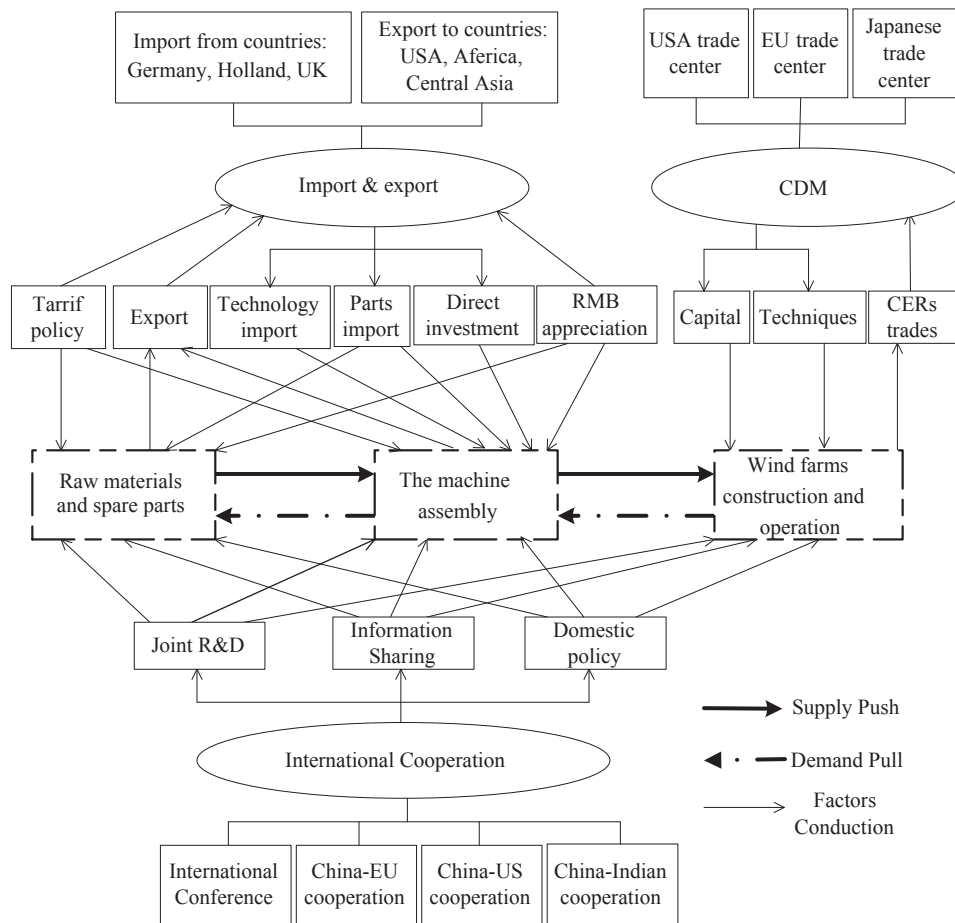 Import from countries:
Germany, Holland, UK
Export to countries:
USA, Aferica,
Central Asia
USA trade
center
EU trade
center
Japanese
trade
center
Import & export
CDM
Tarrif
policy
Export
Technology
import
Parts
import
Direct
investment
RMB
appreciation
Capital
Techniques
CERs
trades
Raw materials
and spare parts
The machine
assembly
Wind farms
construction and
operation
Joint R&D
Information
Sharing
Domestic
policy
Supply Push
Demand Pull
Factors
Conduction
International Cooperation
International
Conference
China-EU
cooperation
China-US
cooperation
China-Indian
cooperation